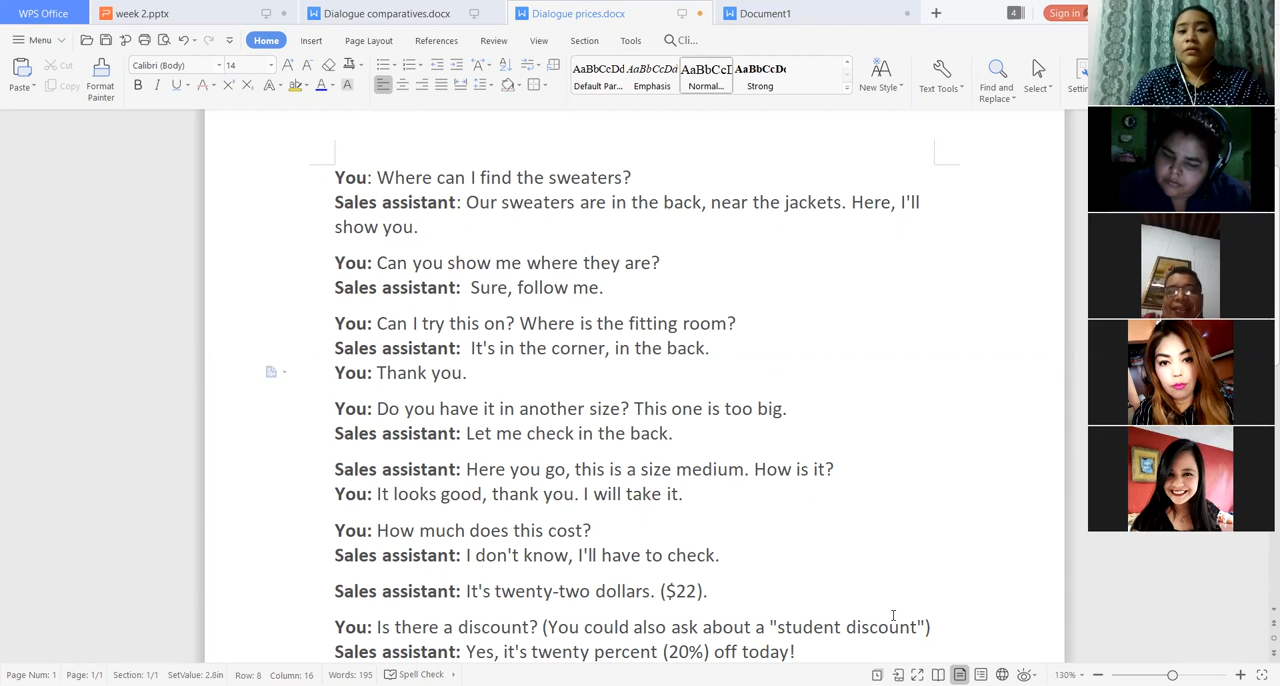 WPS Office week 2.pptx Dialogue comparatives.docx Dialogue prices.docx Document1 4 Sign in
Menu Home Insert Page Layout References Review View Section Tools Cli...
Paste Cut Copy Format Painter Calibri (Body) 14 AaBbCcDd Default Par... AaBbCcDd Emphasis AaBbCcD Normal... AaBbCcDd Strong New Style Text Tools Find and Replace Select
You: Where can I find the sweaters?
Sales assistant: Our sweaters are in the back, near the jackets. Here, I'll
show you.
You: Can you show me where they are?
Sales assistant:  Sure, follow me.
You: Can I try this on? Where is the fitting room?
Sales assistant:  It's in the corner, in the back.
You: Thank you.
You: Do you have it in another size? This one is too big.
Sales assistant: Let me check in the back.
Sales assistant: Here you go, this is a size medium. How is it?
You: It looks good, thank you. I will take it.
You: How much does this cost?
Sales assistant: I don't know, I'll have to check.
Sales assistant: It's twenty-two dollars. ($22).
You: Is there a discount? (You could also ask about a "student discount")
Sales assistant: Yes, it's twenty percent (20%) off today!
Page Num: 1 Page: 1/1 Section: 1/1 SetValue: 2.8in Row: 8 Column: 16 Words: 195 Spell Check 130%